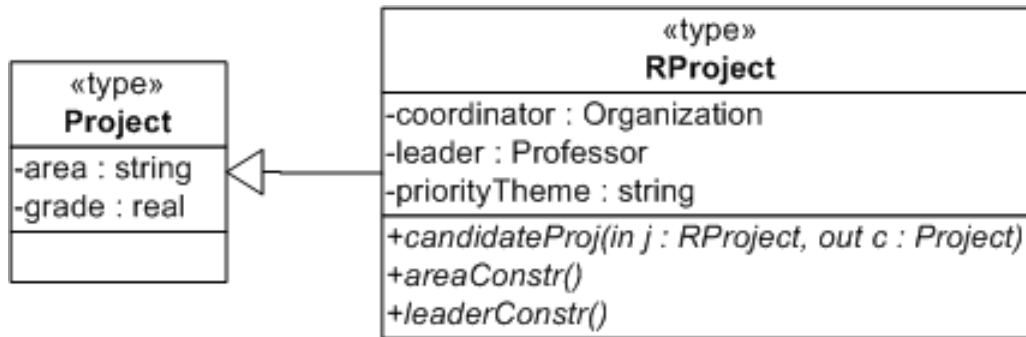 «type»
Project
-area : string
-grade : real
«type»
RProject
-coordinator : Organization
-leader : Professor
-priorityTheme : string
+candidateProj(in j : RProject, out c : Project)
+areaConstr()
+leaderConstr()